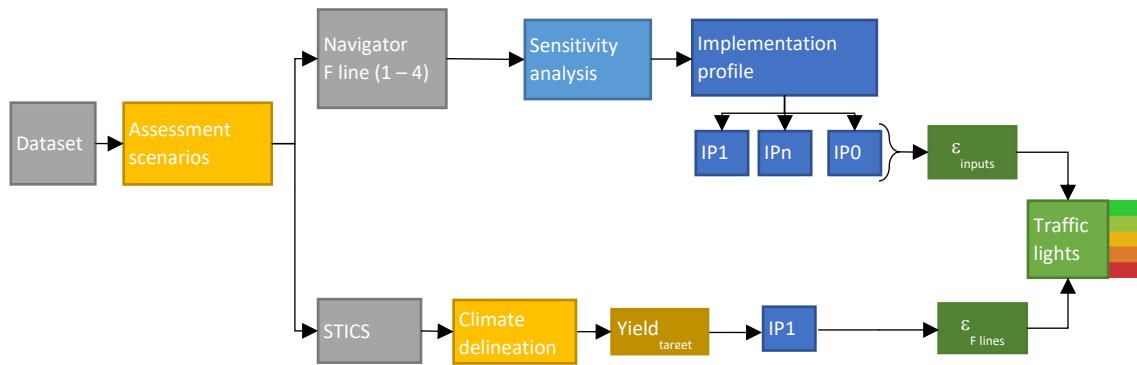 Dataset
Assessment
scenarios
Navigator
F line (1 – 4)
Sensitivity
analysis
Implementation
profile
IP1
IPn
IP0
ε
inputs
Traffic
lights
STICS
Climate
delineation
Yield
target
IP1
ε
F lines